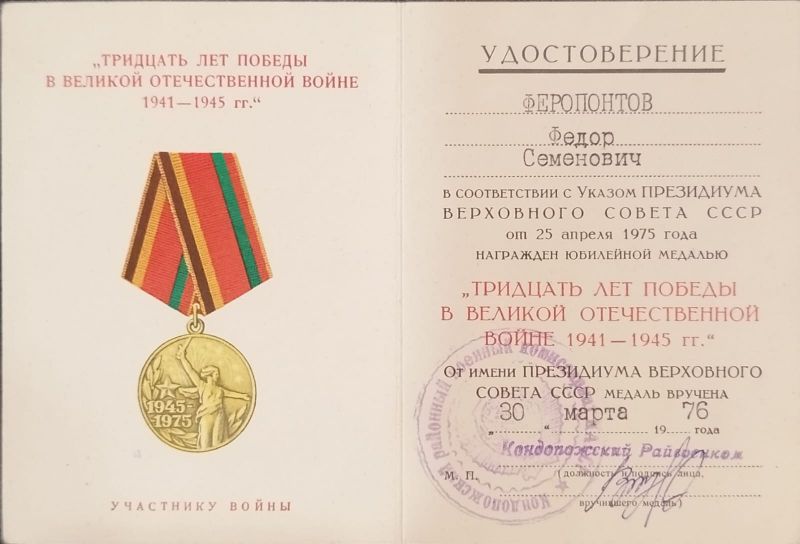 „ТРИДЦАТЬ ЛЕТ ПОБЕДЫ
В ВЕЛИКОЙ ОТЕЧЕСТВЕННОЙ ВОЙНЕ
1941—1945 гг.“
1945-
1975
УЧАСТНИКУ ВОЙНЫ
УДОСТОВЕРЕНИЕ
ФЕРОПОНТОВ
Федор
Семенович
В СООТВЕТСТВИИ С УКАЗОМ ПРЕЗИДИУМА
ВЕРХОВНОГО СОВЕТА СССР
от 25 апреля 1975 года
НАГРАЖДЕН ЮБИЛЕЙНОЙ МЕДАЛЬЮ
„ТРИДЦАТЬ ЛЕТ ПОБЕДЫ
В ВЕЛИКОЙ ОТЕЧЕСТВЕННОЙ
ВОЙНЕ 1941—1945 гг.“
ОТ ИМЕНИ ПРЕЗИДИУМА ВЕРХОВНОГО
СОВЕТА СССР МЕДАЛЬ ВРУЧЕНА
„30“ марта 1976 года
Кондопожский Райвоенком
М. П. (должность и подпись лица,
вручившего медаль)